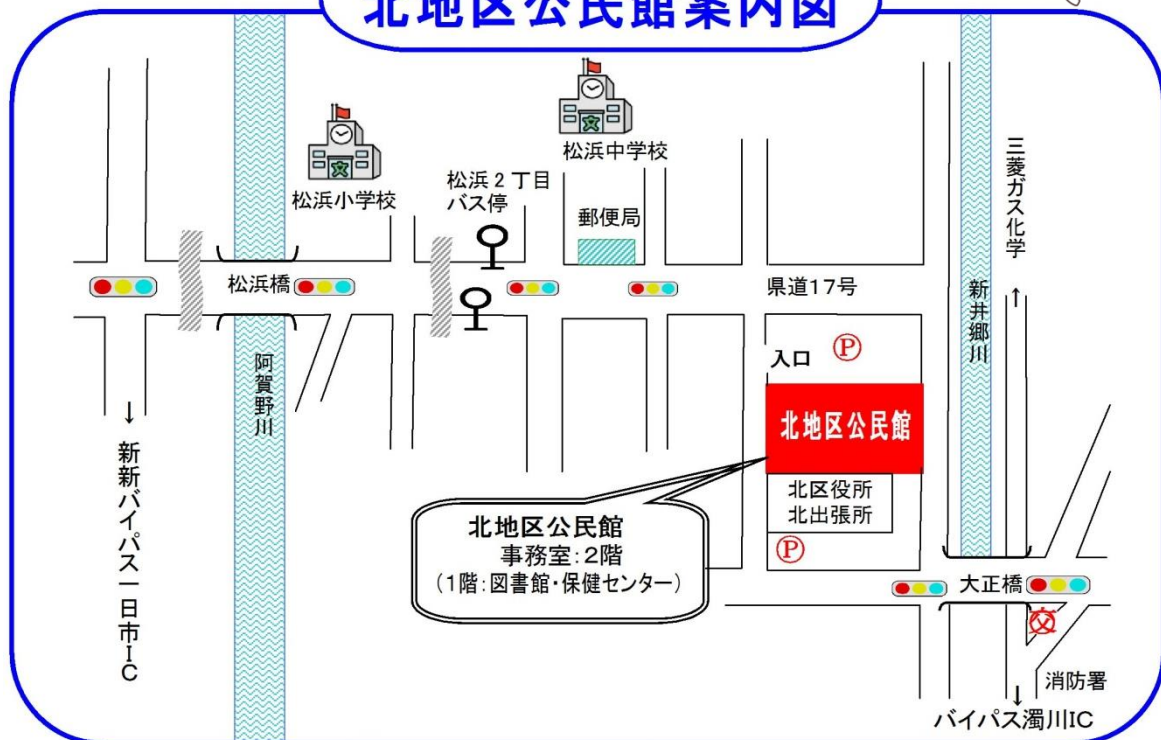 北地区公民館案内図
松浜中学校
松浜小学校
松浜2丁目
バス停
郵便局
三菱ガス化学
↑
松浜橋
県道17号
新井郷川
阿賀野川
入口
P
北地区公民館
↓
新新バイパス一日市IC
北区役所
北出張所
北地区公民館
事務室:2階
(1階:図書館・保健センター)
P
大正橋
交
消防署
↓
バイパス濁川IC